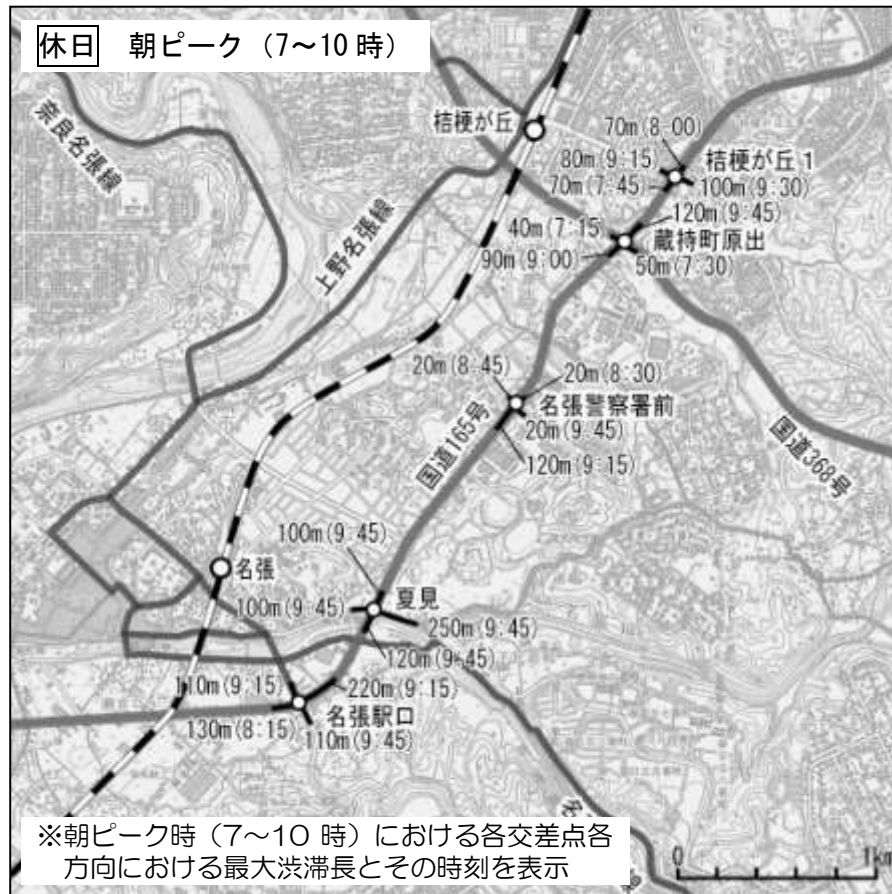 休日 朝ピーク（7～10時）
奈良名張線
桔梗が丘
上野名張線
70m(8:00)
80m(9:15)
桔梗が丘1
70m(7:45)
100m(9:30)
120m(9:45)
40m(7:15)
蔵持町原出
90m(9:00)
50m(7:30)
20m(8:45)
20m(8:30)
名張警察署前
国道165号
20m(9:45)
120m(9:15)
国道368号
100m(9:45)
名張
夏見
100m(9:45)
250m(9:45)
120m(9:45)
110m(9:15)
220m(9:15)
名張駅口
130m(8:15)
110m(9:45)
名
※朝ピーク時（7～10 時）における各交差点各
方向における最大渋滞長とその時刻を表示
0 1km